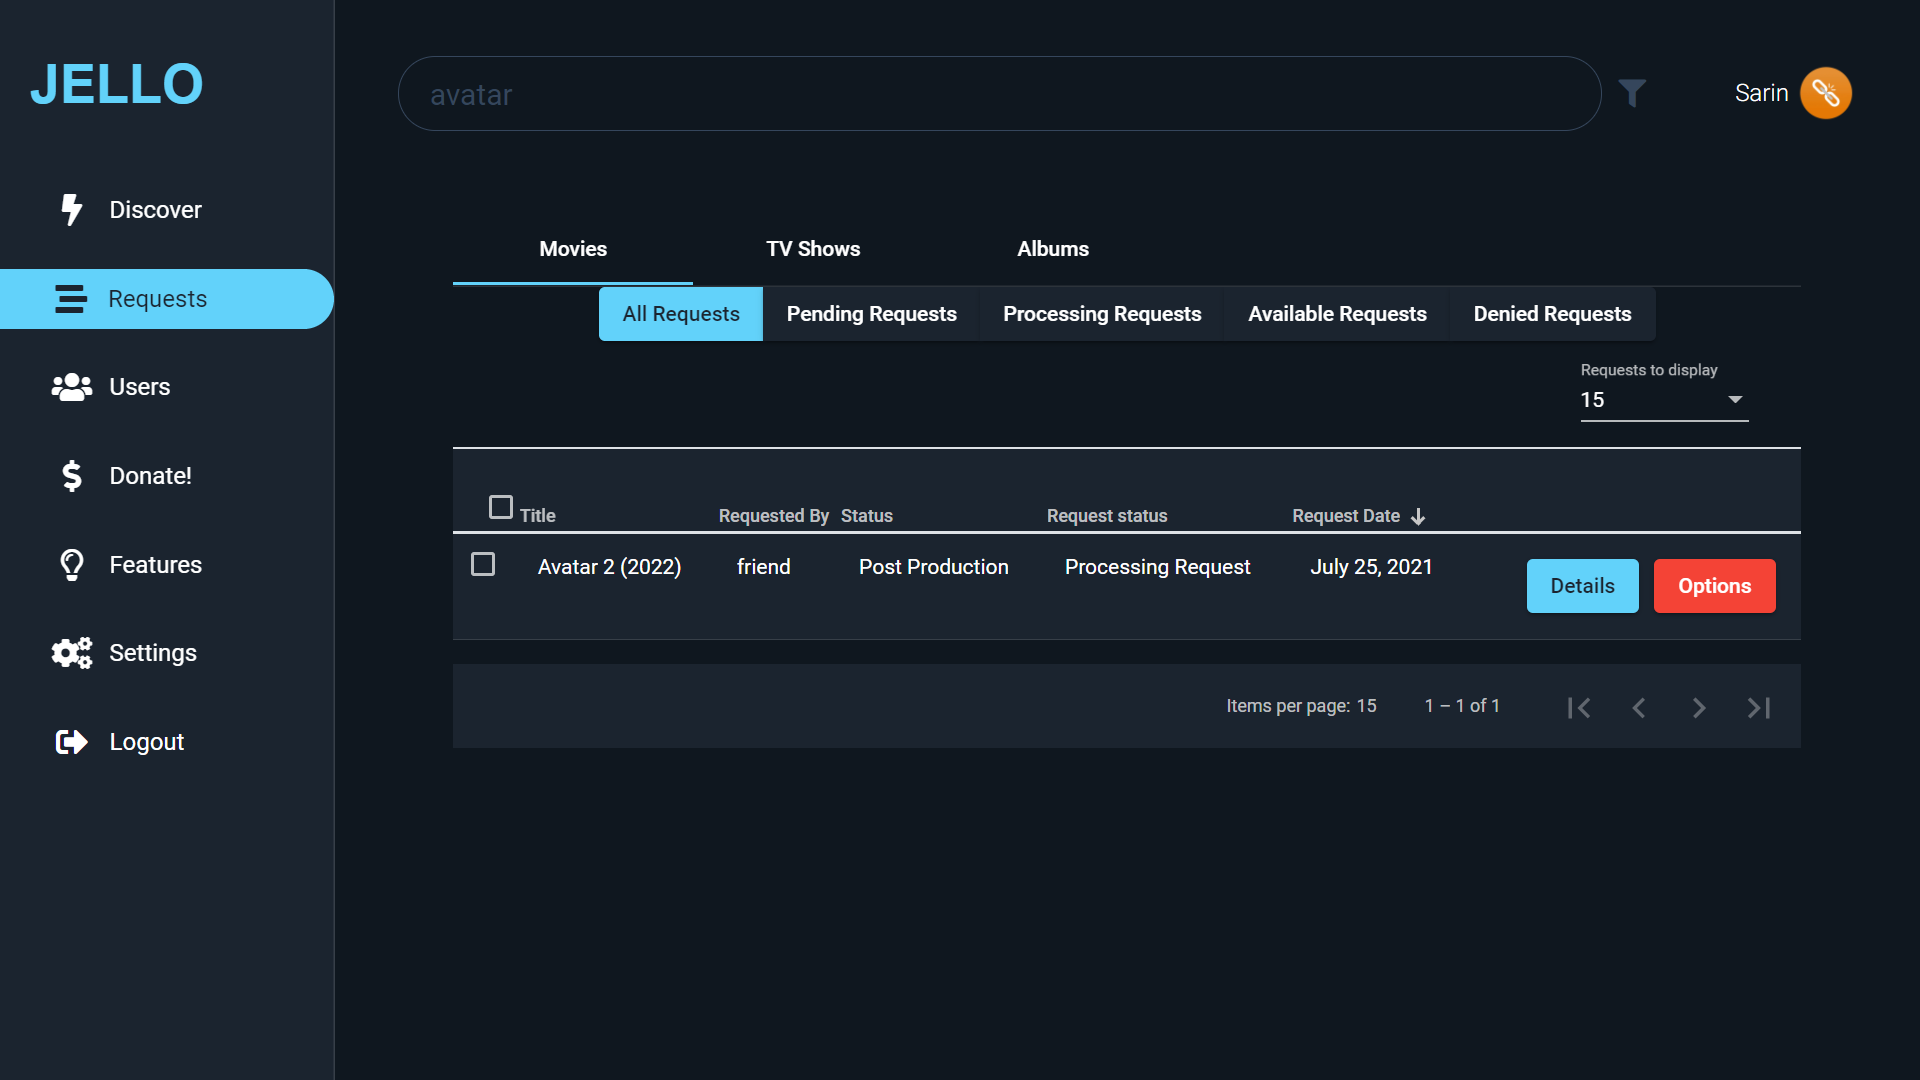 JELLO
avatar
Sarin
Discover
Requests
Users
Donate!
Features
Settings
Logout
Movies TV Shows Albums
All Requests Pending Requests Processing Requests Available Requests Denied Requests
Requests to display
15
Title Requested By Status Request status Request Date
Avatar 2 (2022) friend Post Production Processing Request July 25, 2021 Details Options
Items per page: 15 1 – 1 of 1